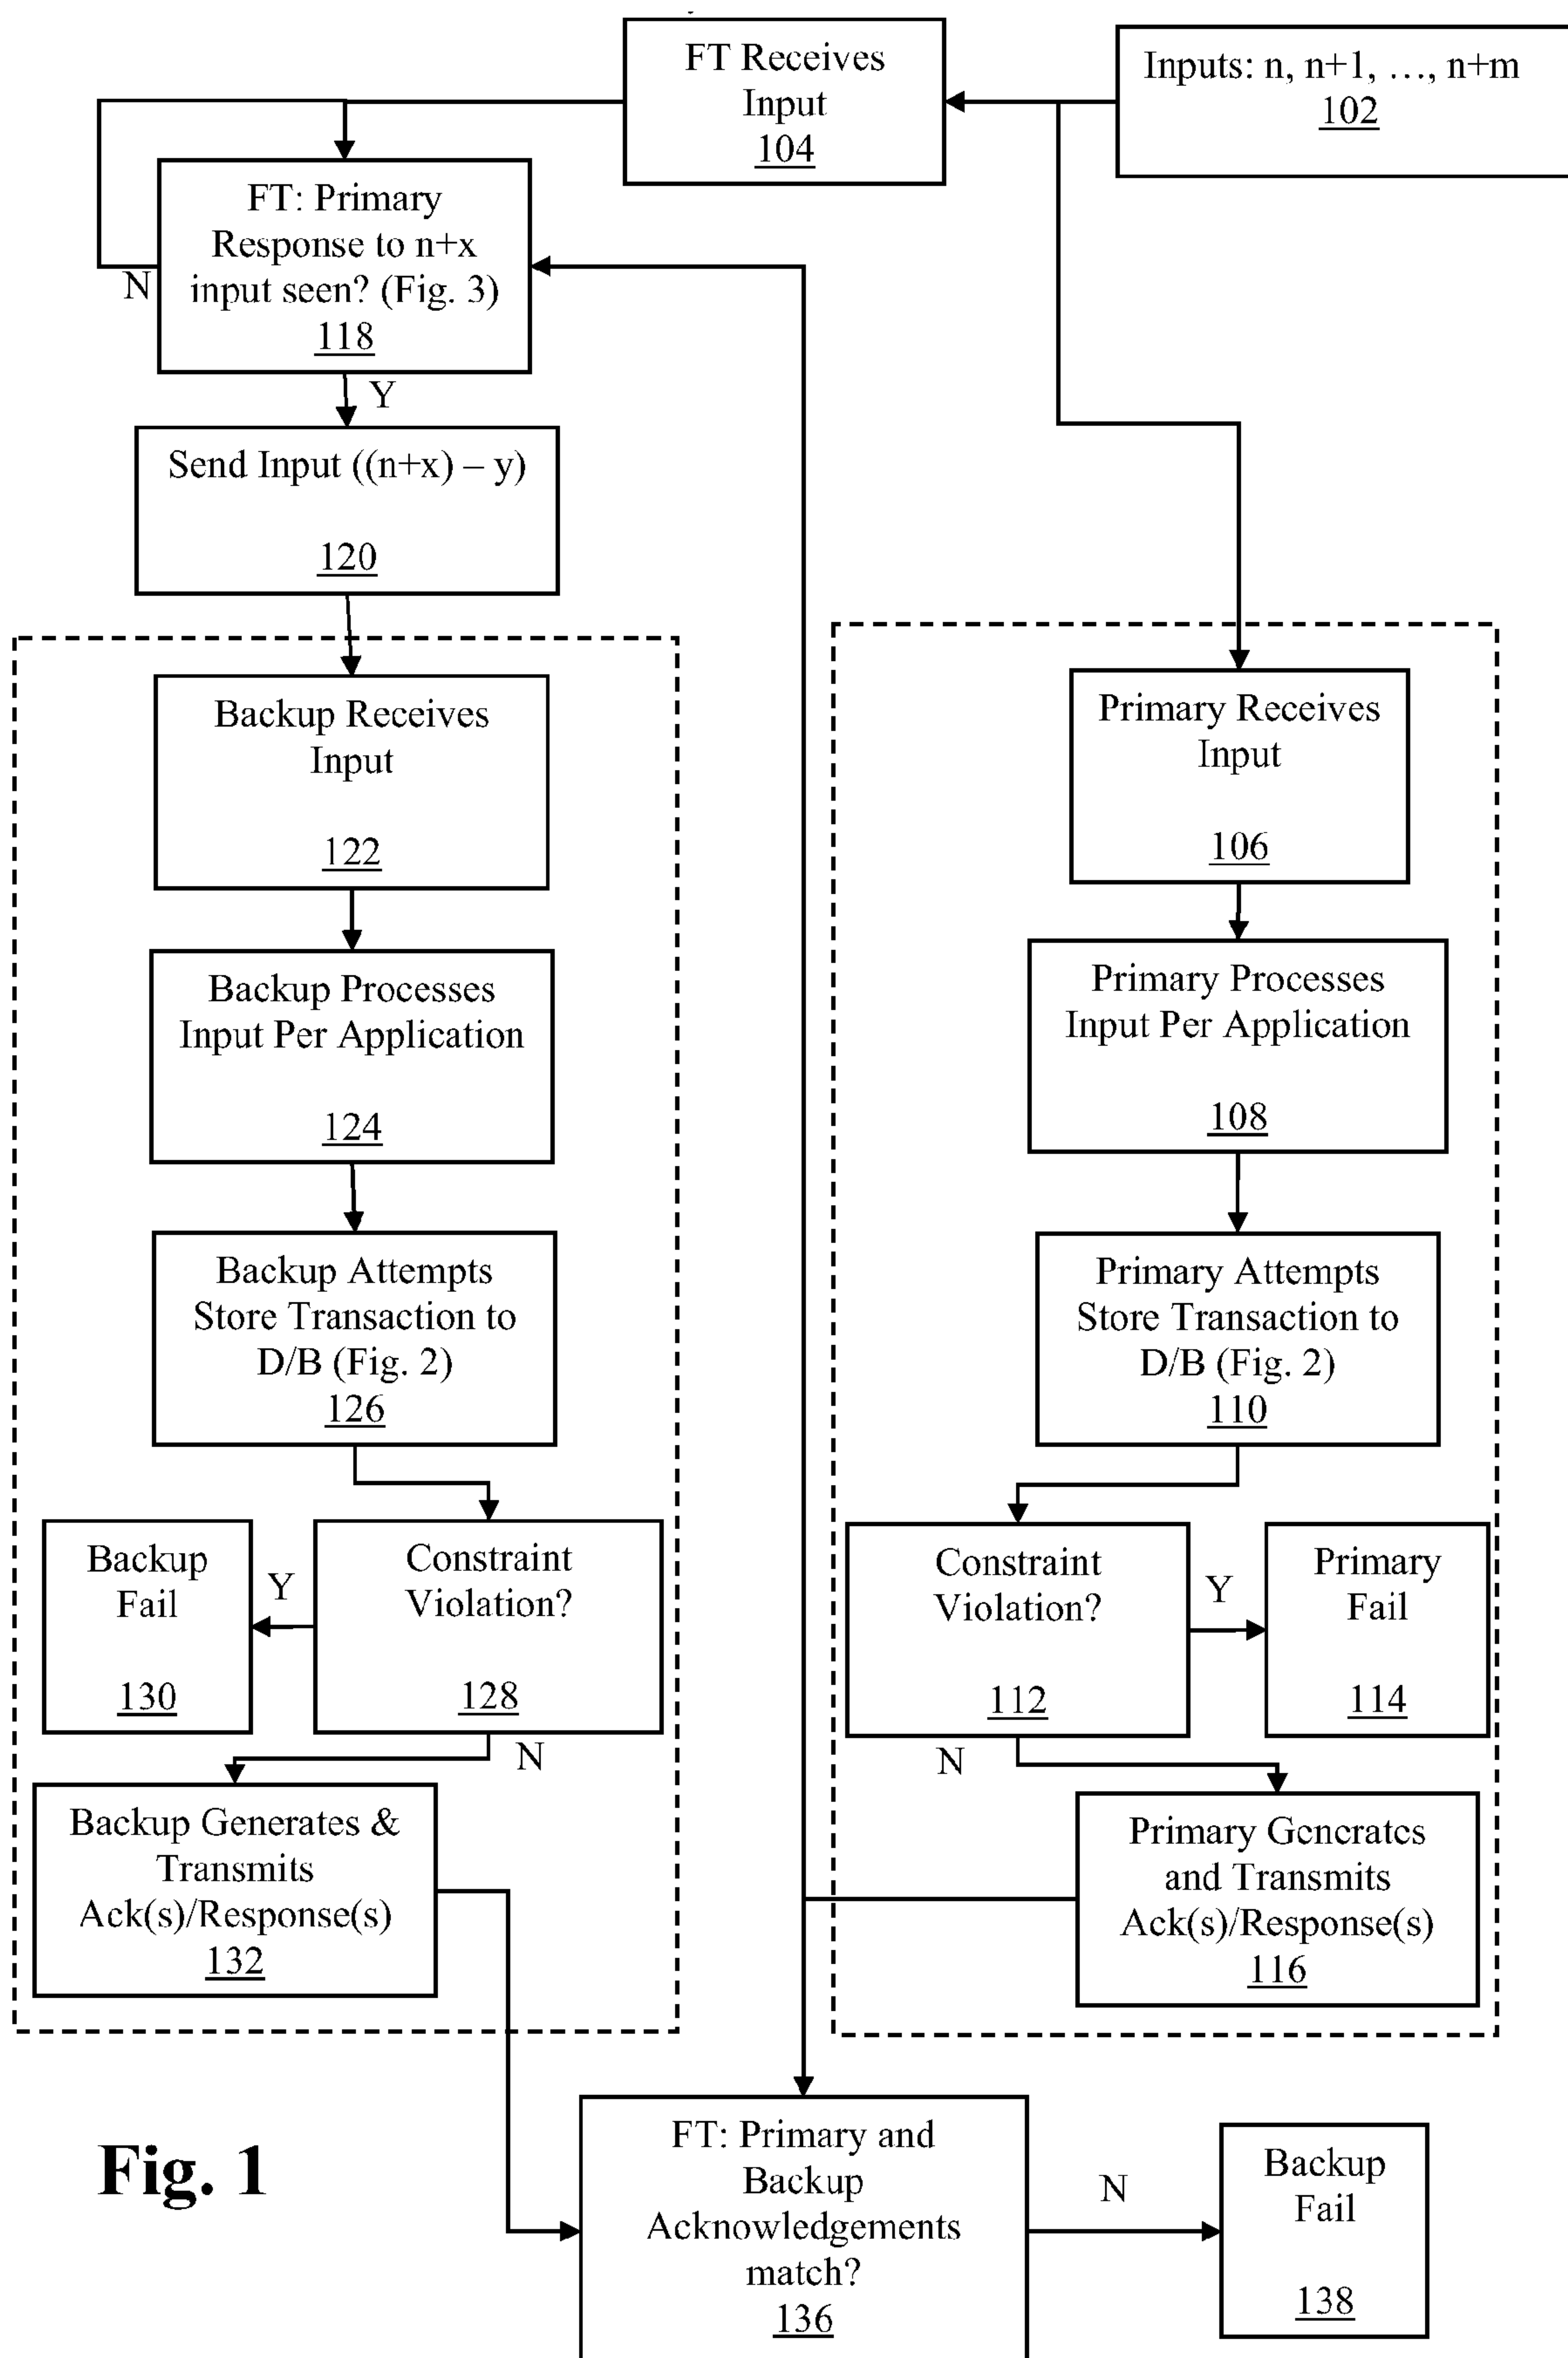 FT Receives
Input
104
Inputs: n, n+1, …, n+m
102
FT: Primary
Response to n+x
input seen? (Fig. 3)
118
N
Y
Send Input ((n+x) – y)
120
Backup Receives
Input
122
Backup Processes
Input Per Application
124
Backup Attempts
Store Transaction to
D/B (Fig. 2)
126
Constraint
Violation?
128
Y
Backup
Fail
130
N
Backup Generates &
Transmits
Ack(s)/Response(s)
132
Primary Receives
Input
106
Primary Processes
Input Per Application
108
Primary Attempts
Store Transaction to
D/B (Fig. 2)
110
Constraint
Violation?
112
Y
Primary
Fail
114
N
Primary Generates
and Transmits
Ack(s)/Response(s)
116
FT: Primary and
Backup
Acknowledgements
match?
136
N
Backup
Fail
138
Fig. 1